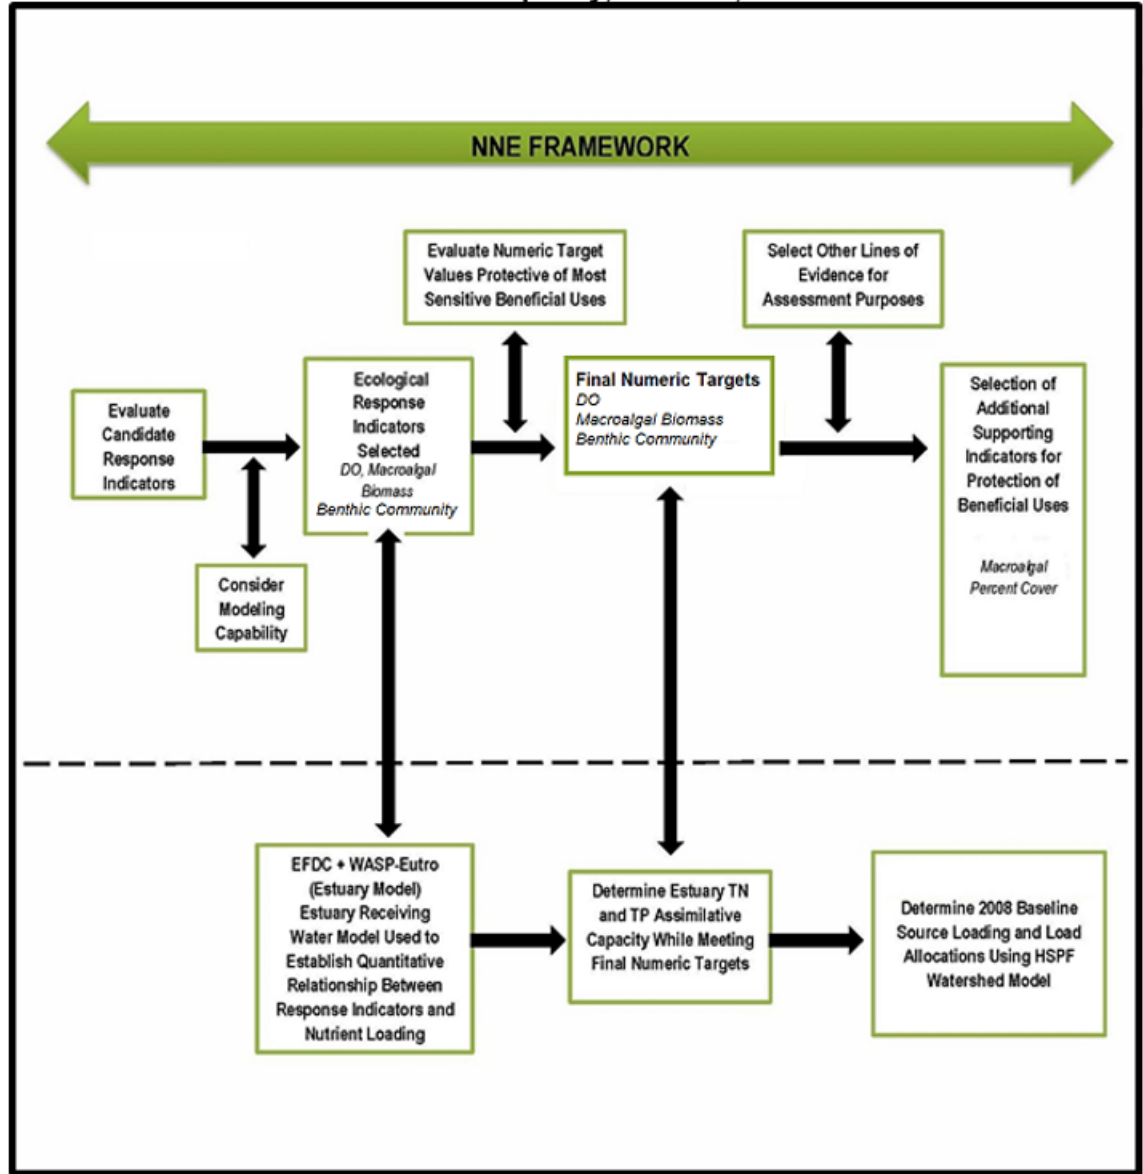 NNE FRAMEWORK
Evaluate Numeric Target
Values Protective of Most
Sensitive Beneficial Uses
Select Other Lines of
Evidence for
Assessment Purposes
Evaluate
Candidate
Response
Indicators
Ecological
Response
Indicators
Selected
DO, Macroalgal
Biomass
Benthic Community
Final Numeric Targets
DO
Macroalgal Biomass
Benthic Community
Selection of
Additional
Supporting
Indicators for
Protection of
Beneficial Uses
Macroalgal
Percent Cover
Consider
Modeling
Capability
EFDC + WASP-Eutro
(Estuary Model)
Estuary Receiving
Water Model Used to
Establish Quantitative
Relationship Between
Response Indicators and
Nutrient Loading
Determine Estuary TN
and TP Assimilative
Capacity While Meeting
Final Numeric Targets
Determine 2008 Baseline
Source Loading and Load
Allocations Using HSPF
Watershed Model